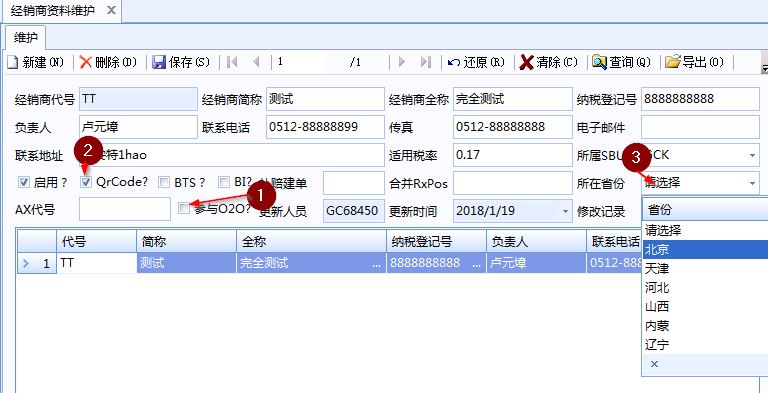 经销商资料维护
维护
新建(N) 删除(D) 保存(S) 1 /1 还原(R) 清除(C) 查询(Q) 导出(O)
经销商代号 TT 经销商简称 测试 经销商全称 完全测试 纳税登记号 8888888888
负责人 卢元璋 联系电话 0512-88888899 传真 0512-88888888 电子邮件
联系地址 特1hao 适用税率 0.17 所属SBU CK
2 3
启用? QrCode? BTS? BI? 赔建单 合并RxPos 所在省份 请选择
1
AX代号 参与O2O? 更新人员 GC68450 更新时间 2018/1/19 修改记录 省份
代号 简称 全称 纳税登记号 负责人 联系电话
1 TT 测试 完全测试 ... 8888888888 ... 卢元璋 0512-88
请选择
北京
天津
河北
山西
内蒙
辽宁